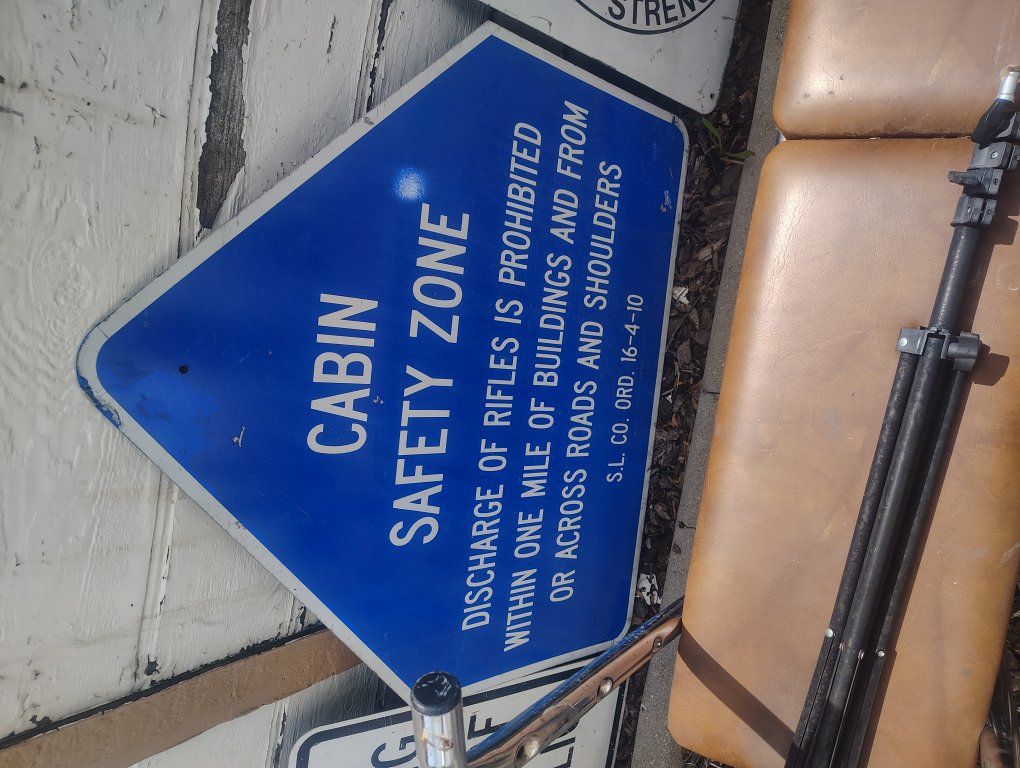 CABIN
SAFETY ZONE
DISCHARGE OF RIFLES IS PROHIBITED
WITHIN ONE MILE OF BUILDINGS AND FROM
OR ACROSS ROADS AND SHOULDERS
S.L. CO. ORD. 16-4-10